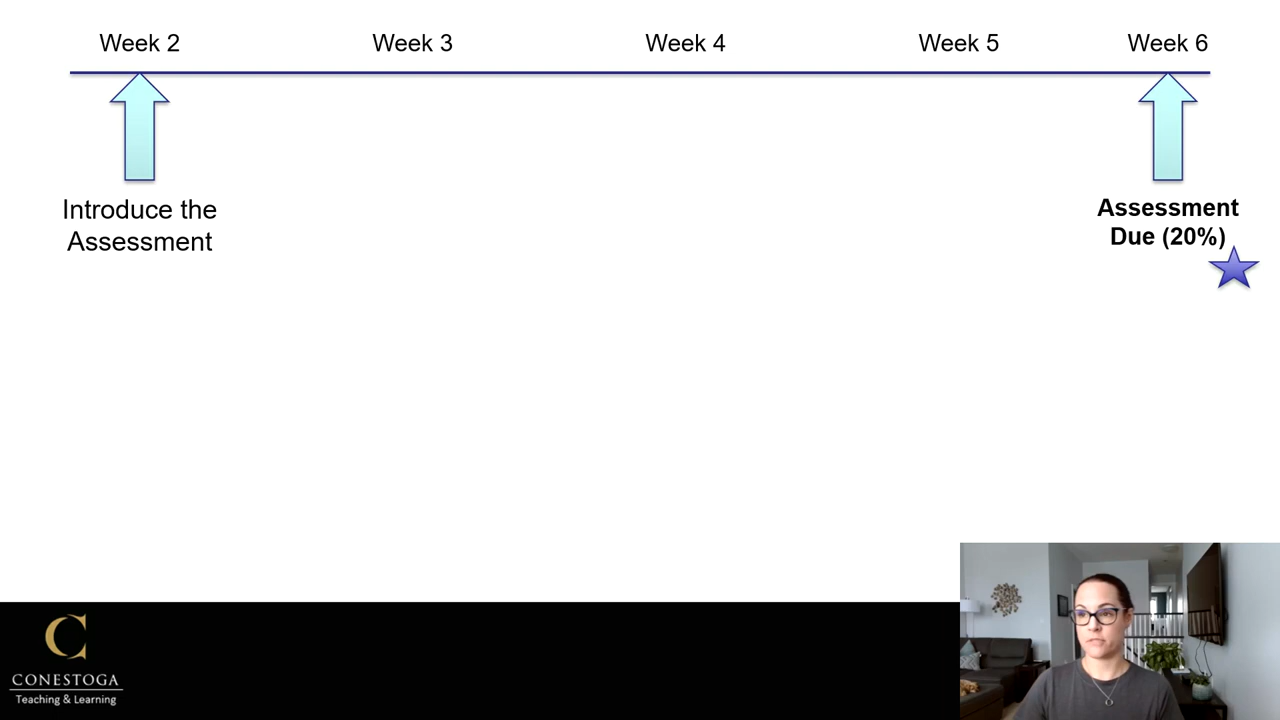 Week 2
Week 3
Week 4
Week 5
Week 6
Introduce the
Assessment
Assessment
Due (20%)
CONESTOGA
Teaching & Learning